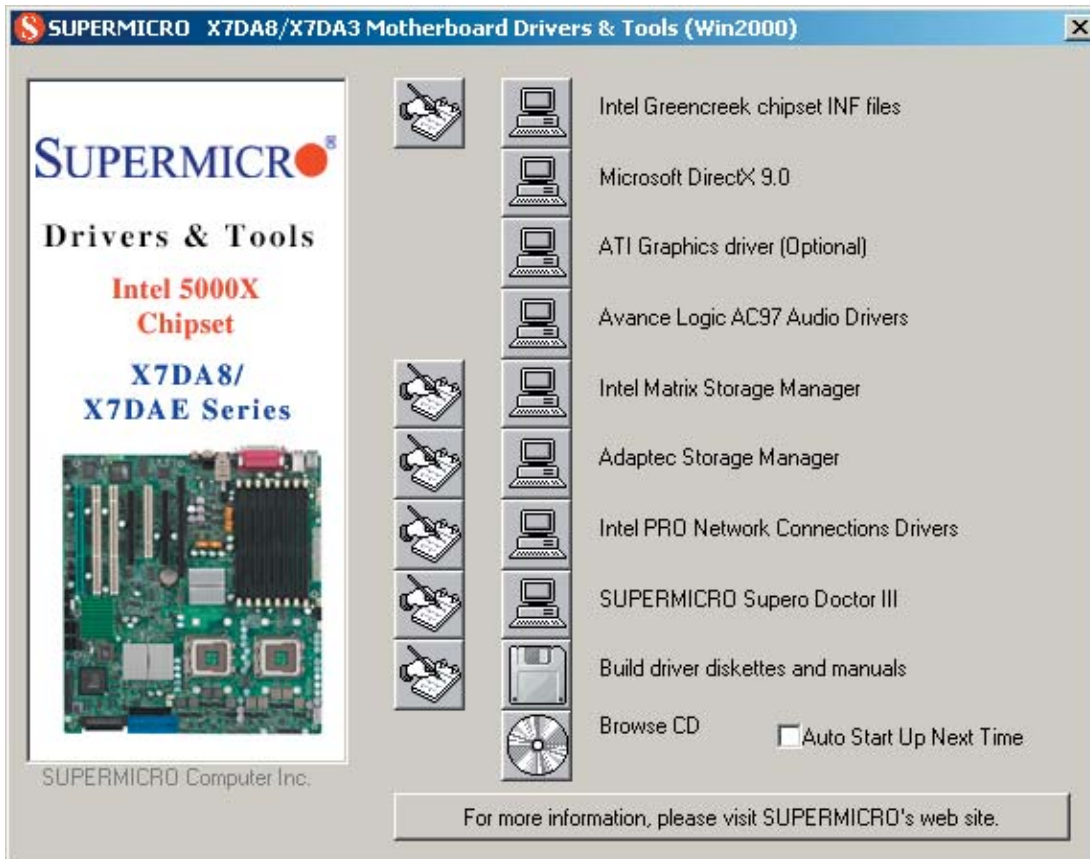 SUPERMICRO X7DA8/X7DA3 Motherboard Drivers & Tools (Win2000)
SUPERMICRO®
Drivers & Tools
Intel 5000X
Chipset
X7DA8/
X7DAE Series
SUPERMICRO Computer Inc.
Intel Greencreek chipset INF files
Microsoft DirectX 9.0
ATI Graphics driver (Optional)
Avance Logic AC97 Audio Drivers
Intel Matrix Storage Manager
Adaptec Storage Manager
Intel PRO Network Connections Drivers
SUPERMICRO Supero Doctor III
Build driver diskettes and manuals
Browse CD
Auto Start Up Next Time
For more information, please visit SUPERMICRO's web site.